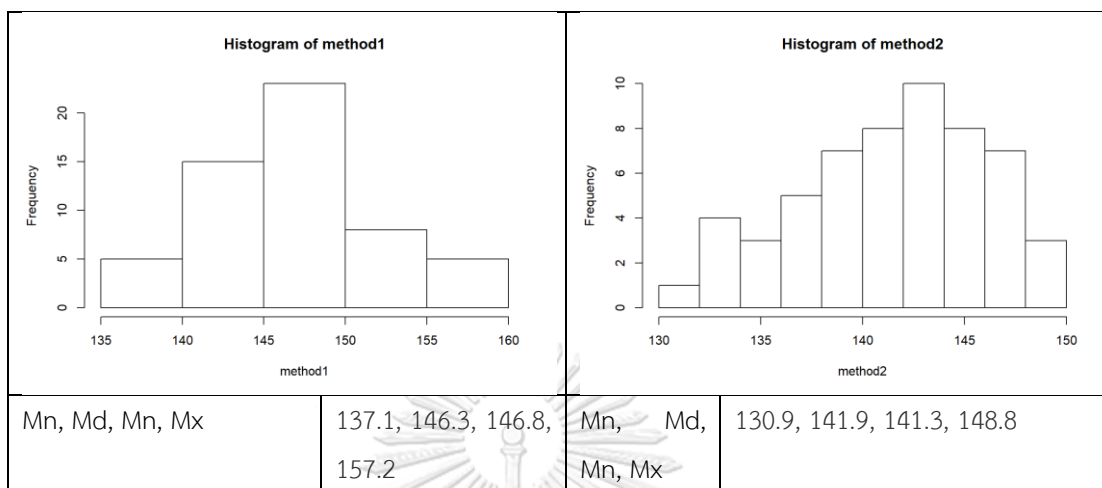 Histogram of method1
Frequency
20
15
10
5
0
135 140 145 150 155 160
method1
Histogram of method2
Frequency
10
8
6
4
2
0
130 135 140 145 150
method2
Mn, Md, Mn, Mx
137.1, 146.3, 146.8,
157.2
Mn, Md,
Mn, Mx
130.9, 141.9, 141.3, 148.8